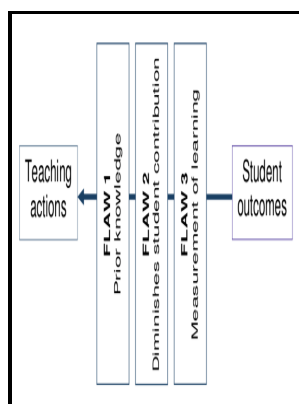 Teaching
actions
FLAW 1
Prior knowledge
FLAW 2
Diminishes student contribution
FLAW 3
Measurement of learning
Student
outcomes